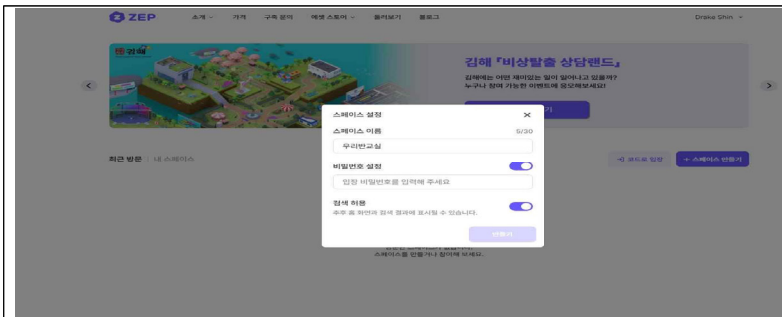 ZEP 소개 가격 구축 문의 에셋 스토어 둘러보기 블로그 Drake Shin
김해
김해 「비상탈출 상담랜드」
김해에는 어떤 재미있는 일이 일어나고 있을까?
누구나 참여 가능한 이벤트에 응모해보세요!
기
스페이스 설정
스페이스 이름 5/30
우리반교실
비밀번호 설정
입장 비밀번호를 입력해 주세요
검색 허용
추후 홈 화면과 검색 결과에 표시될 수 있습니다.
만들기
최근 방문 내 스페이스 코드로 입장 + 스페이스 만들기
스페이스를 만들거나 참여해 보세요.